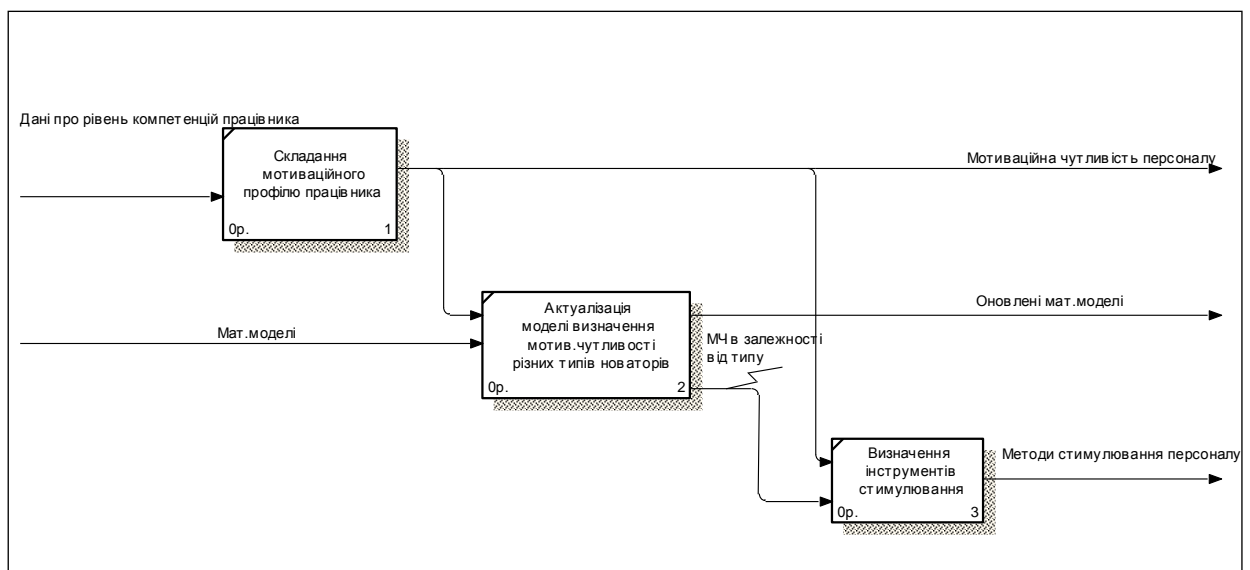 Дані про рівень компетенцій працівника
Складання
мотиваційного
профілю працівника
0р.
1
Мотиваційна чутливість персоналу
Мат.моделі
Актуалізація
моделі визначення
мотив.чутливості
різних типів новаторів
0р.
2
Оновлені мат.моделі
МЧ в залежності
від типу
Визначення
інструментів
стимулювання
0р.
3
Методи стимулювання персоналу